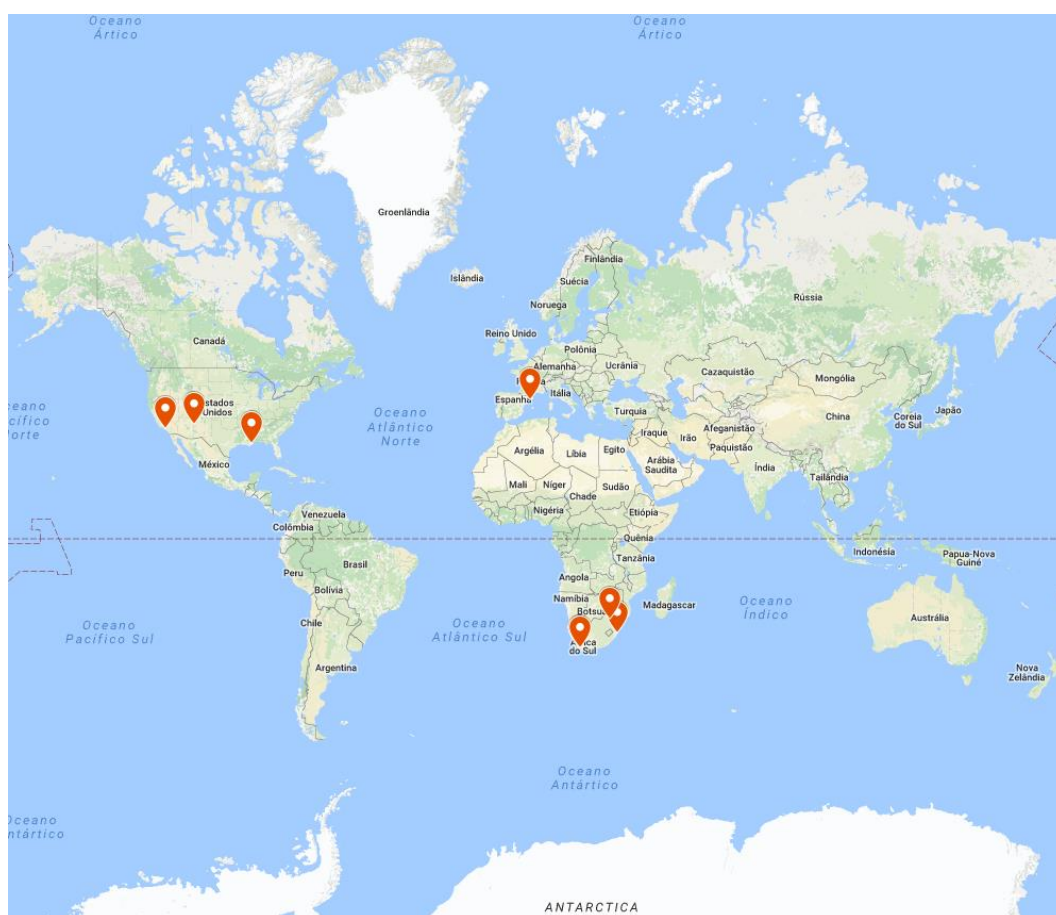 Oceano
Ártico
Oceano
Ártico
Groenlândia
Finlândia
Islândia
Suécia
Rússia
Noruega
Canadá
Reino Unido
Polônia
Alemanha
Ucrânia
Cazaquistão
Mongólia
Itália
Espanha
Estados
Unidos
Oceano
Atlântico
Norte
Turquia
China
Coreia
do Sul
Japão
Afeganistão
Iraque
Irão
Paquistão
México
Argélia
Líbia
Egito
Arábia
Saudita
Índia
Tailândia
Mali
Níger
Sudão
Chade
Venezuela
Nigéria
Etiópia
Colômbia
Quênia
Indonésia
Papua-Nova
Guiné
Tanzânia
Peru
Brasil
Angola
Bolívia
Namíbia
Madagascar
Oceano
Índico
Chile
Oceano
Pacífico Sul
Oceano
Atlântico Sul
Austrália
do Sul
Argentina
Nova
Zelândia
Oceano
Antártico
ANTARCTICA